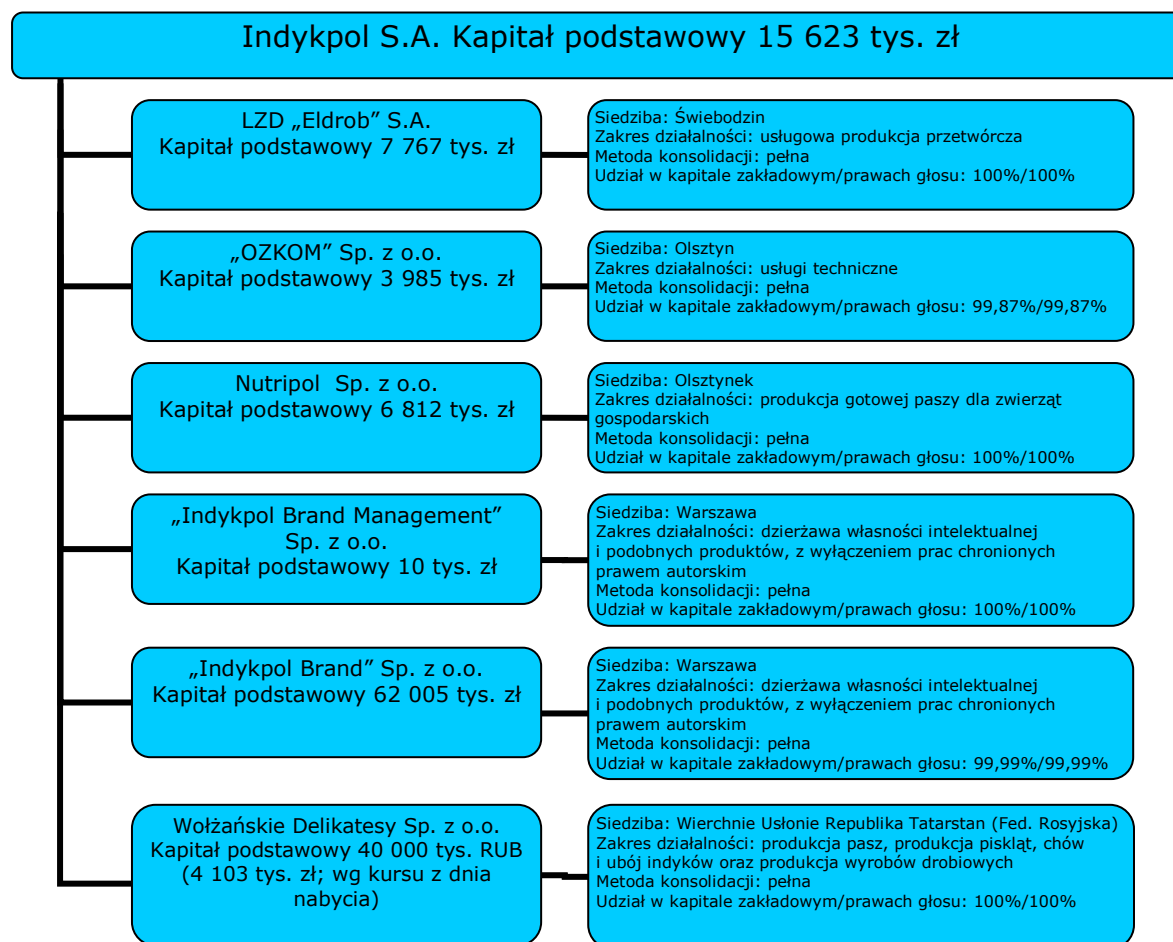 Indykpol S.A. Kapitał podstawowy 15 623 tys. zł
LZD „Eldrob” S.A.
Kapitał podstawowy 7 767 tys. zł
Siedziba: Świebodzin
Zakres działalności: usługowa produkcja przetwórcza
Metoda konsolidacji: pełna
Udział w kapitale zakładowym/prawach głosu: 100%/100%
„OZKOM” Sp. z o.o.
Kapitał podstawowy 3 985 tys. zł
Siedziba: Olsztyn
Zakres działalności: usługi techniczne
Metoda konsolidacji: pełna
Udział w kapitale zakładowym/prawach głosu: 99,87%/99,87%
Nutripol Sp. z o.o.
Kapitał podstawowy 6 812 tys. zł
Siedziba: Olsztynek
Zakres działalności: produkcja gotowej paszy dla zwierząt
gospodarskich
Metoda konsolidacji: pełna
Udział w kapitale zakładowym/prawach głosu: 100%/100%
„Indykpol Brand Management”
Sp. z o.o.
Kapitał podstawowy 10 tys. zł
Siedziba: Warszawa
Zakres działalności: dzierżawa własności intelektualnej
i podobnych produktów, z wyłączeniem prac chronionych
prawem autorskim
Metoda konsolidacji: pełna
Udział w kapitale zakładowym/prawach głosu: 100%/100%
„Indykpol Brand” Sp. z o.o.
Kapitał podstawowy 62 005 tys. zł
Siedziba: Warszawa
Zakres działalności: dzierżawa własności intelektualnej
i podobnych produktów, z wyłączeniem prac chronionych
prawem autorskim
Metoda konsolidacji: pełna
Udział w kapitale zakładowym/prawach głosu: 99,99%/99,99%
Wołżańskie Delikatesy Sp. z o.o.
Kapitał podstawowy 40 000 tys. RUB
(4 103 tys. zł; wg kursu z dnia
nabycia)
Siedziba: Wierchnie Usłonie Republika Tatarstan (Fed. Rosyjska)
Zakres działalności: produkcja pasz, produkcja piskląt, chów
i ubój indyków oraz produkcja wyrobów drobiowych
Metoda konsolidacji: pełna
Udział w kapitale zakładowym/prawach głosu: 100%/100%